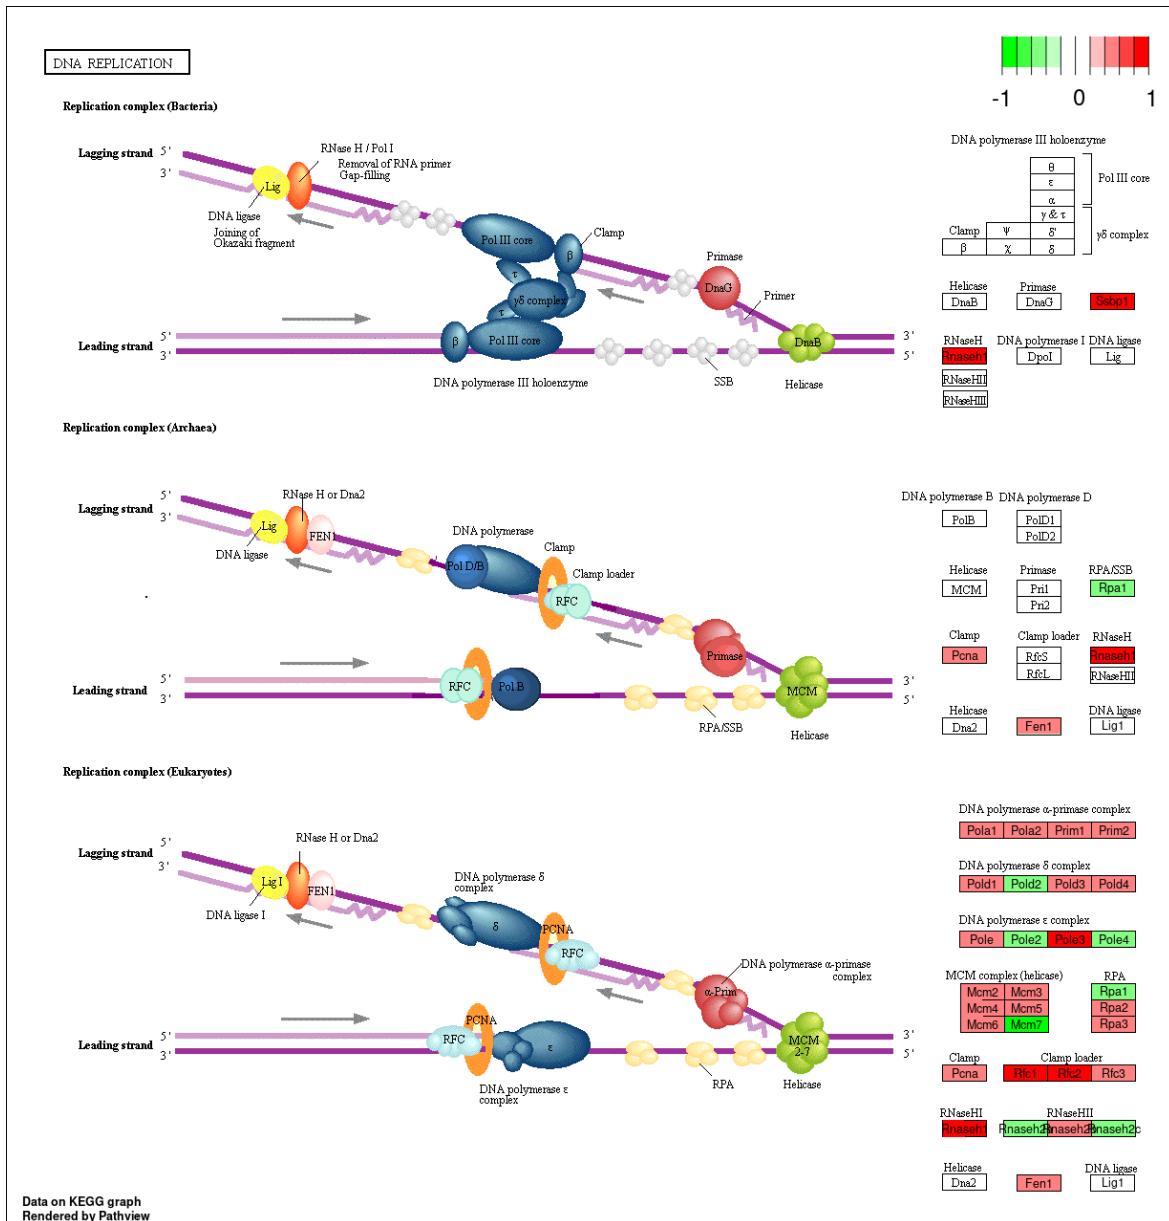 DNA REPLICATION
-1 0 1
Replication complex (Bacteria)
Lagging strand 5'
3'
Lig
RNase H / Pol I
Removal of RNA primer
Gap-filling
DNA ligase
Joining of
Okazaki fragment
Pol III core
β
Clamp
τ
γδ complex
τ
Primase
DnaG
Primer
5'
Leading strand
β
Pol III core
DnaB
3'
5'
DNA polymerase III holoenzyme
SSB
Helicase
DNA polymerase III holoenzyme
θ
ε
α
Pol III core
γ & τ
Clamp ψ δ'
β χ δ
γδ complex
Helicase Primase
DnaB DnaG Ssbp1
RNaseH DNA polymerase I DNA ligase
Rnaseh1 DpoI Lig
RNaseHII
RNaseHIII
Replication complex (Archaea)
Lagging strand 5'
3'
Lig
RNase H or Dna2
FEN1
DNA ligase
DNA polymerase
Pol D/B
Clamp
Clamp loader
RFC
Primase
5'
Leading strand
RFC
Pol B
MCM
3'
5'
RPA/SSB
Helicase
DNA polymerase B DNA polymerase D
PolB PolD1
PolD2
Helicase Primase RPA/SSB
MCM Pri1 Rpa1
Pri2
Clamp Clamp loader RNaseH
Pcna RfcS Rnaseh1
RfcL RNaseHII
Helicase DNA ligase
Dna2 Fen1 Lig1
Replication complex (Eukaryotes)
Lagging strand 5'
3'
Lig I
RNase H or Dna2
FEN1
DNA ligase I
DNA polymerase δ
complex
δ
PCNA
RFC
DNA polymerase α-primase
complex
α-Prim
5'
Leading strand
RFC
PCNA
ε
MCM
2-7
3'
5'
DNA polymerase ε
complex
RPA
Helicase
DNA polymerase α-primase complex
Pola1 Pola2 Prim1 Prim2
DNA polymerase δ complex
Pold1 Pold2 Pold3 Pold4
DNA polymerase ε complex
Pole Pole2 Pole3 Pole4
MCM complex (helicase) RPA
Mcm2 Mcm3 Rpa1
Mcm4 Mcm5 Rpa2
Mcm6 Mcm7 Rpa3
Clamp Clamp loader
Pcna Rfc1 Rfc2 Rfc3
RNaseHI RNaseHII
Rnaseh1 Rnaseh2b Rnaseh2c
Helicase DNA ligase
Dna2 Fen1 Lig1
Data on KEGG graph
Rendered by Pathview